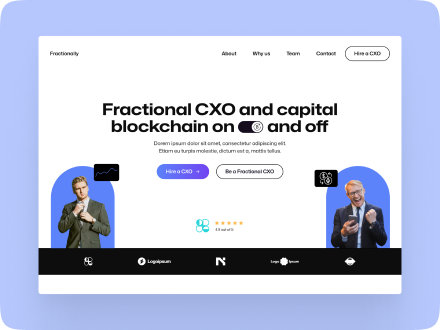 Fractionally
About Why us Team Contact Hire a CXO
Fractional CXO and capital
blockchain on and off
Dorem ipsum dolor sit amet, consectetur adipiscing elit.
Etiam eu turpis molestie, dictum est a, mattis tellus.
Hire a CXO → Be a Fractional CXO
4.9 out of 5
Logoipsum
Logo Ipsum